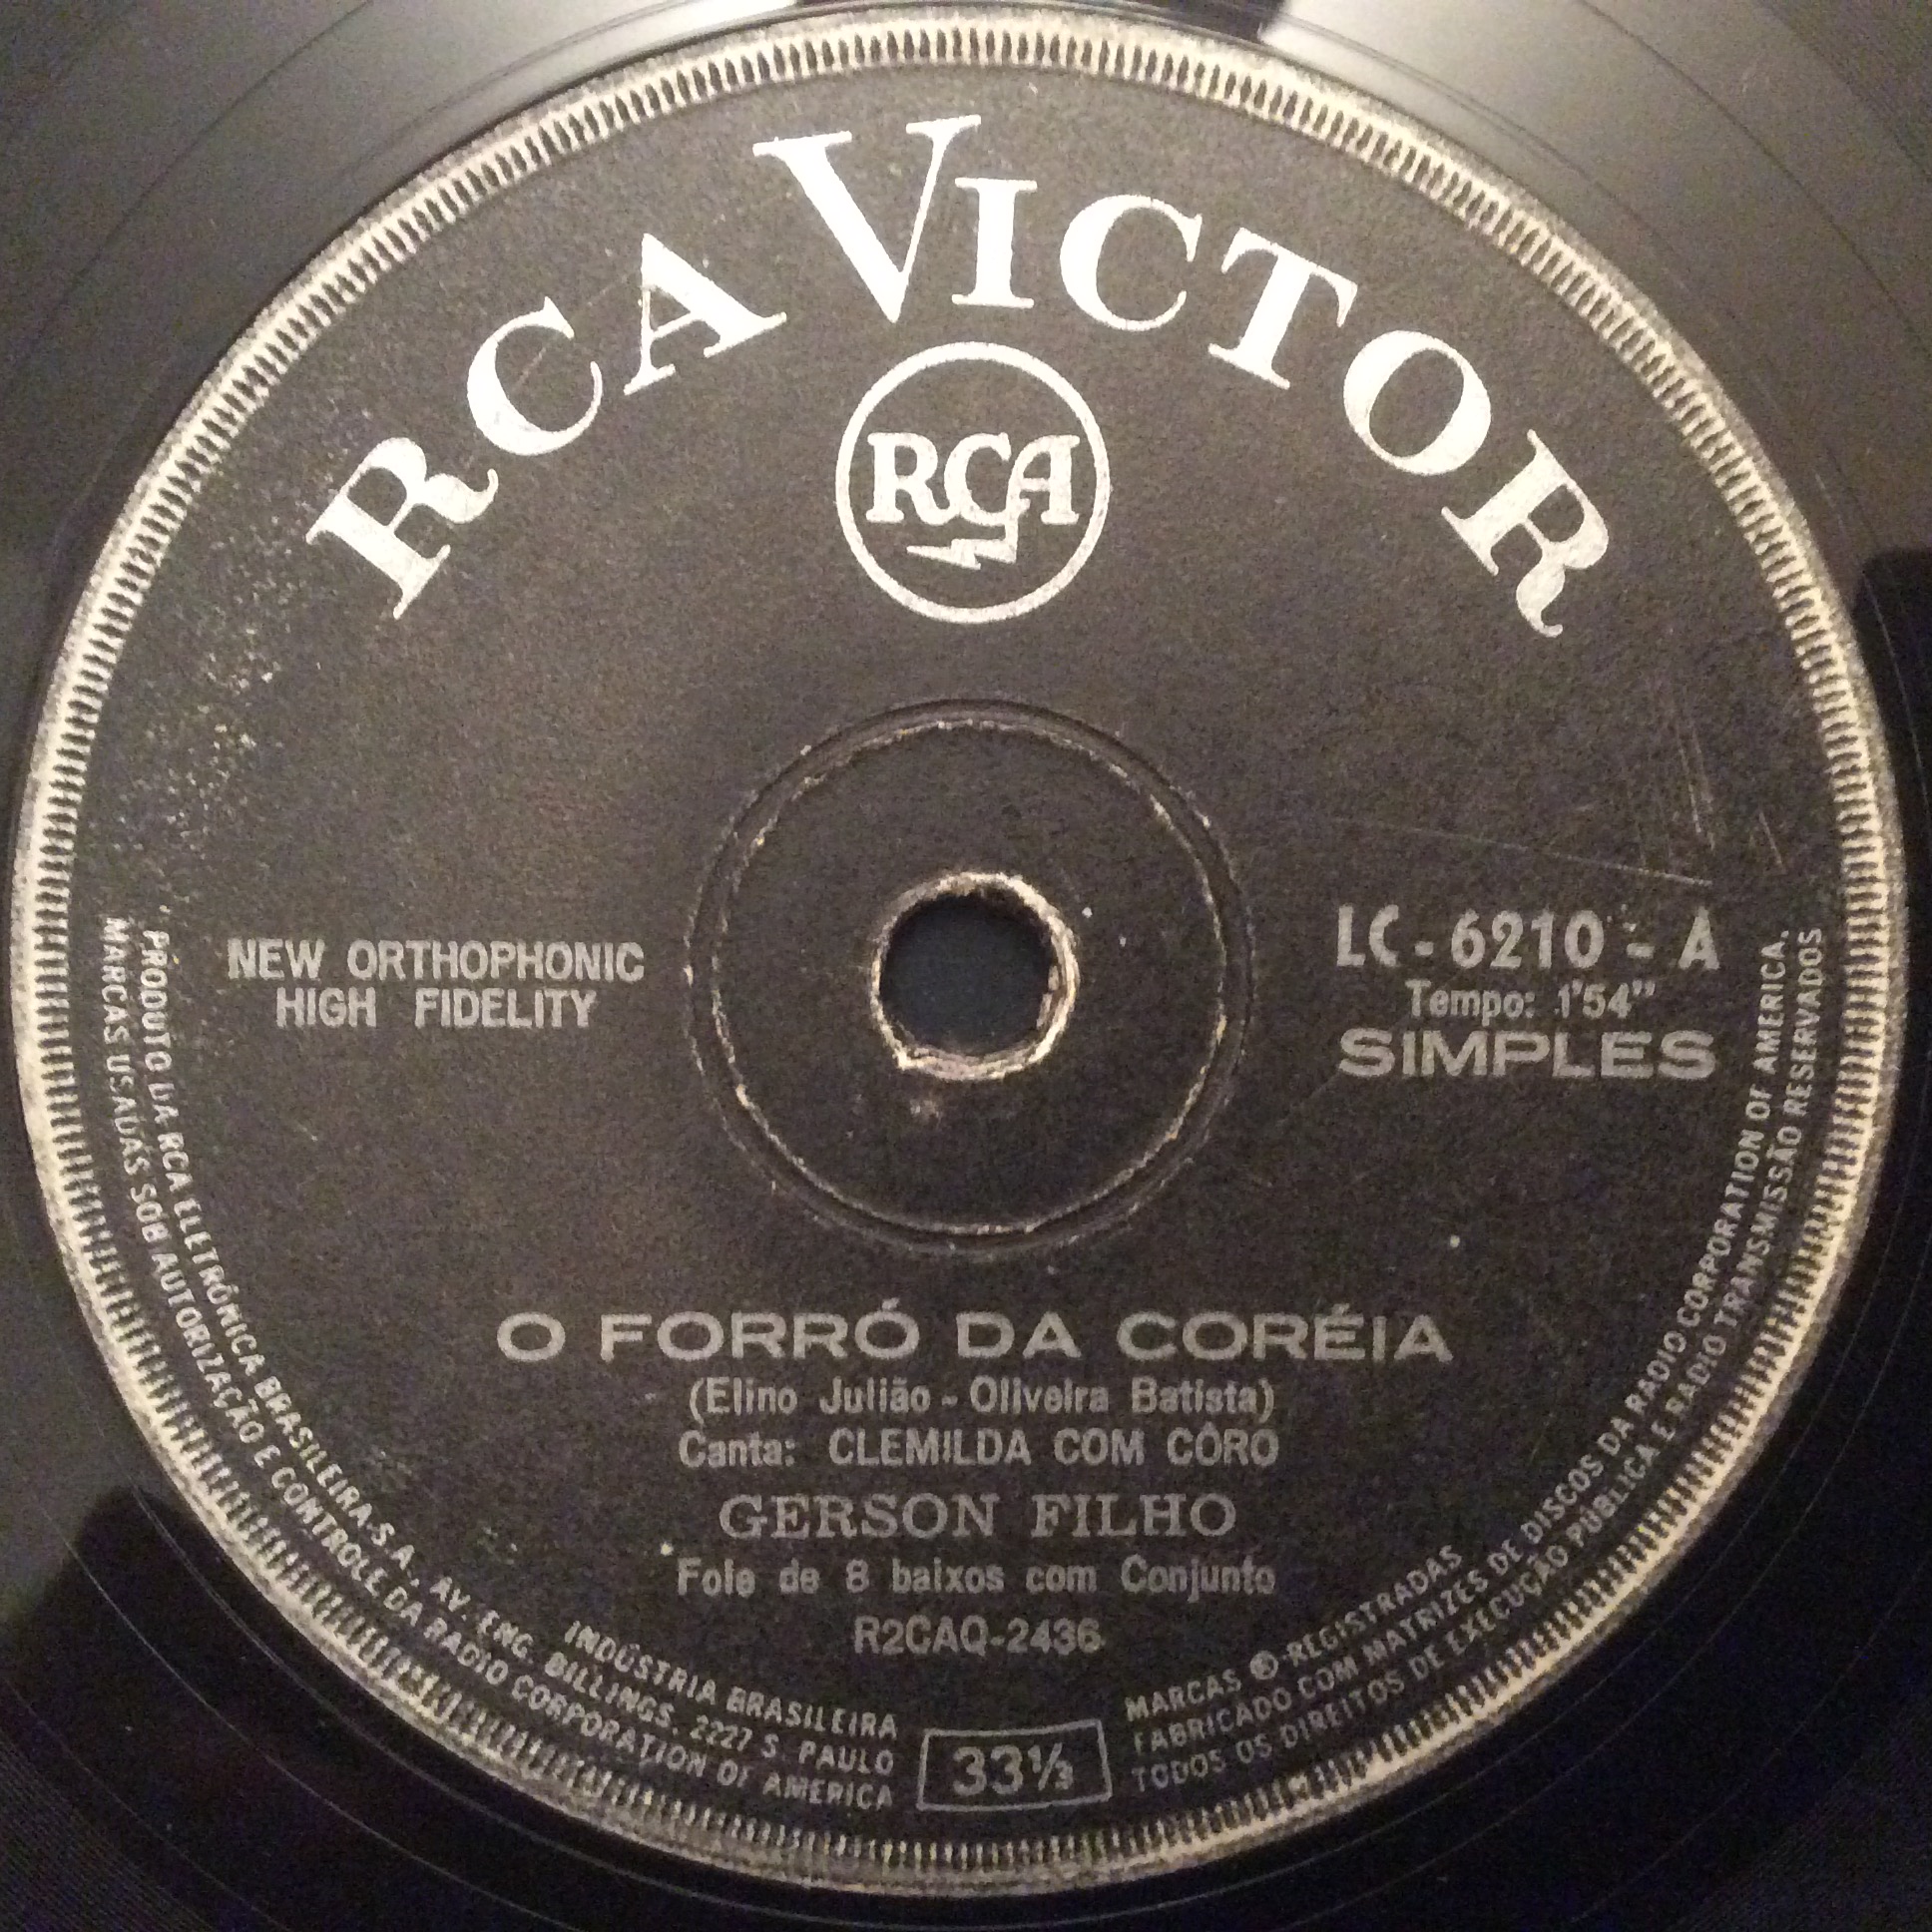 RCA VICTOR
RCA
NEW ORTHOPHONIC
HIGH FIDELITY
LC-6210-A
Tempo: 1'54"
SIMPLES
O FORRÓ DA CORÉIA
(Elino Julião - Oliveira Batista)
Canta: CLEMILDA COM CÔRO
GERSON FILHO
Fole de 8 baixos com Conjunto
R2CAQ-2436
INDÚSTRIA BRASILEIRA
PRODUTO DA RCA ELETRÔNICA BRASILEIRA S.A., AV. ENG. BILLINGS, 2227 S. PAULO
MARCAS USADAS SOB AUTORIZAÇÃO E CONTROLE DA RADIO CORPORATION OF AMERICA
33⅓
MARCAS ® REGISTRADAS
FABRICADO COM MATRIZES DE DISCOS DA RADIO CORPORATION OF AMERICA.
TODOS OS DIREITOS DE EXECUÇÃO PÚBLICA E RADIO TRANSMISSÃO RESERVADOS